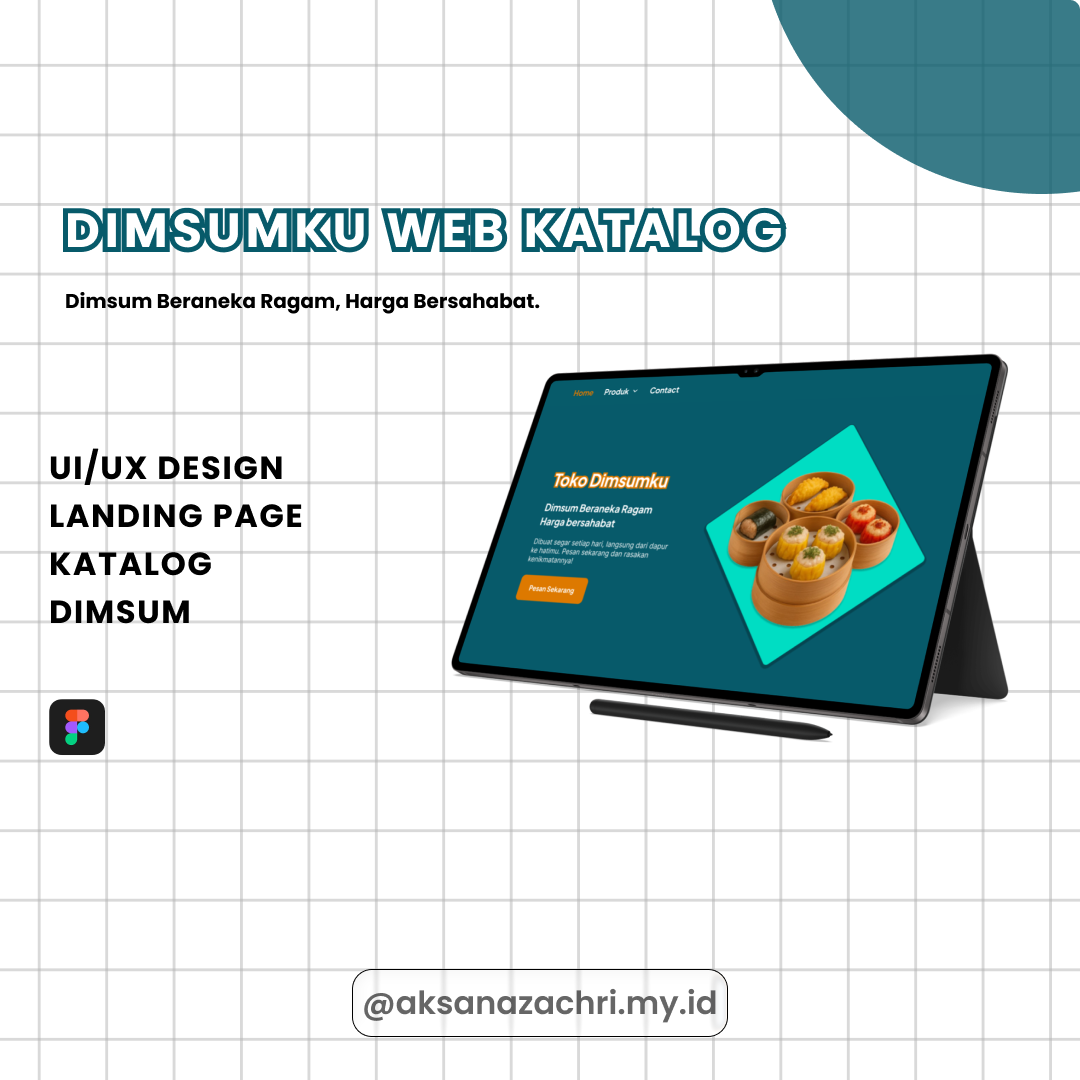 DIMSUMKU WEB KATALOG
Dimsum Beraneka Ragam, Harga Bersahabat.
UI/UX DESIGN
LANDING PAGE
KATALOG
DIMSUM
Home Produk Contact
Toko Dimsumku
Dimsum Beraneka Ragam
Harga bersahabat
Dibuat segar setiap hari, langsung dari dapur
ke hatimu. Pesan sekarang dan rasakan
kenikmatannya!
Pesan Sekarang
@aksanazachri.my.id